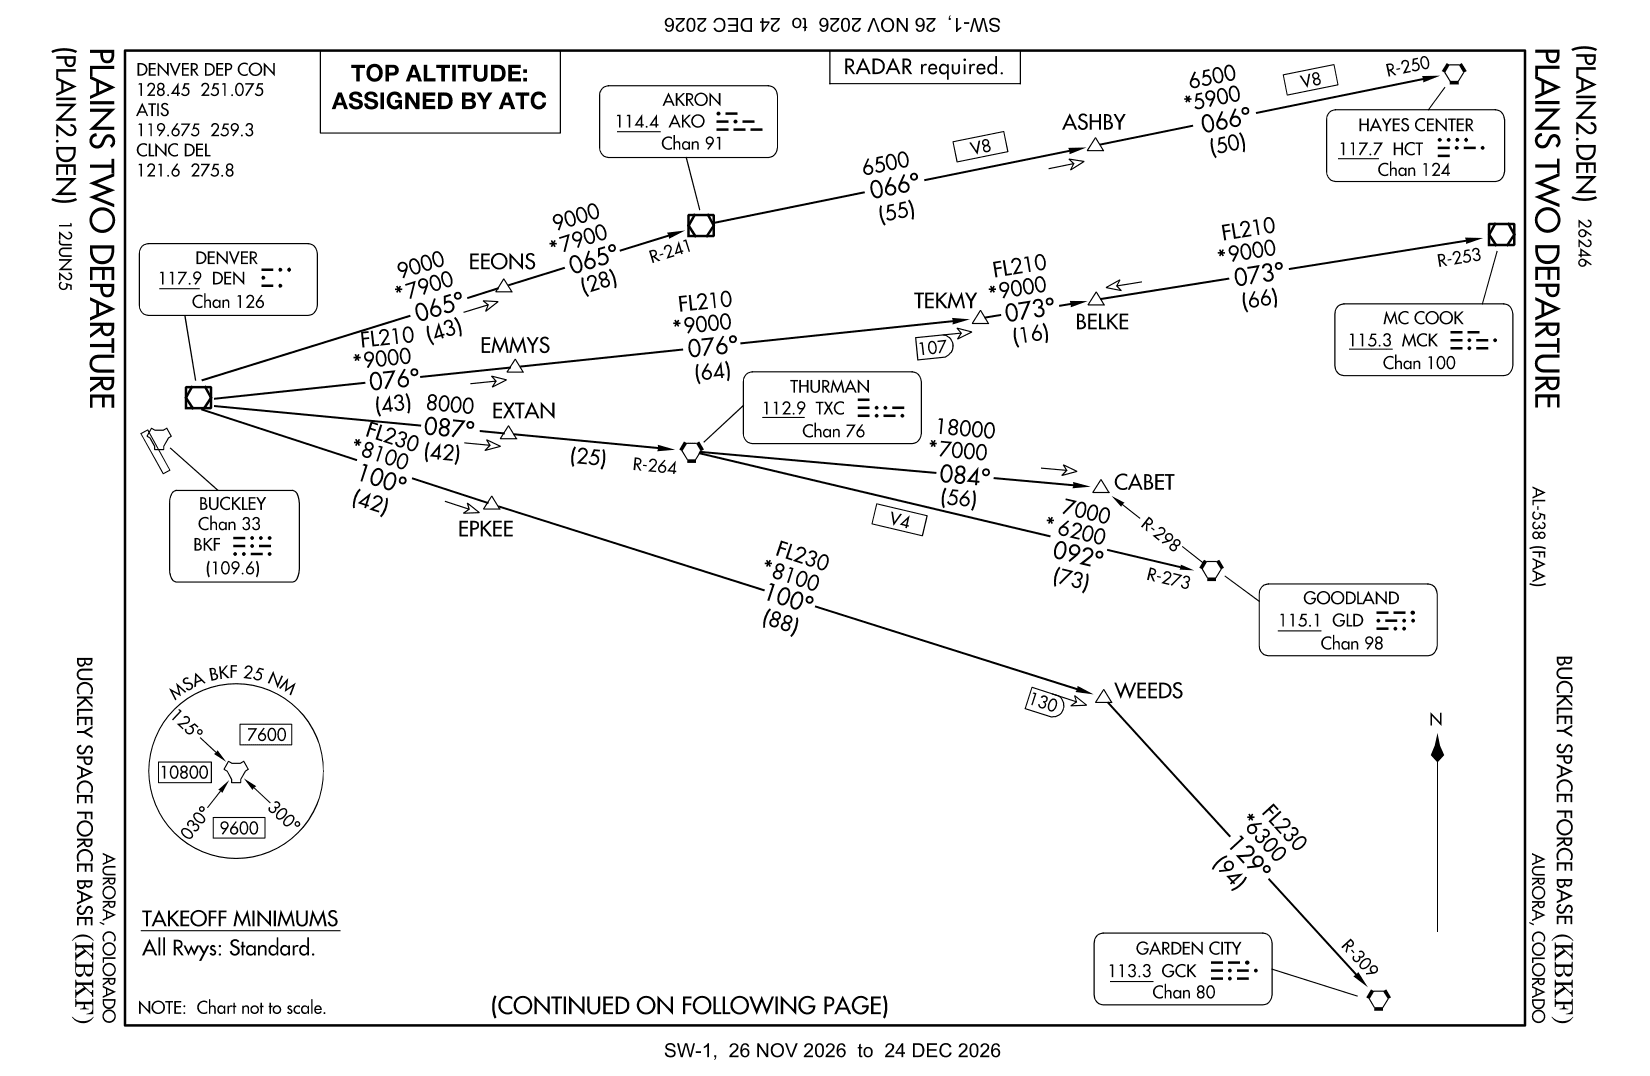 SW-1, 26 NOV 2026 to 24 DEC 2026
(PLAIN2.DEN) 12JUN25
PLAINS TWO DEPARTURE
BUCKLEY SPACE FORCE BASE (KBKF)
AURORA, COLORADO
DENVER DEP CON
128.45 251.075
ATIS
119.675 259.3
CLNC DEL
121.6 275.8
TOP ALTITUDE:
ASSIGNED BY ATC
RADAR required.
AKRON
114.4 AKO
Chan 91
DENVER
117.9 DEN
Chan 126
9000
*7900
065°
(43)
EEONS
9000
*7900
065°
(28)
R-241
6500
066°
(55)
V8
ASHBY
6500
*5900
066°
(50)
V8
R-250
HAYES CENTER
117.7 HCT
Chan 124
FL210
*9000
076°
(43)
EMMYS
FL210
*9000
076°
(64)
TEKMY
107
FL210
*9000
073°
(16)
BELKE
FL210
*9000
073°
(66)
R-253
MC COOK
115.3 MCK
Chan 100
8000
087°
(42)
EXTAN
(25)
R-264
THURMAN
112.9 TXC
Chan 76
18000
*7000
084°
(56)
CABET
R-298
V4
7000
*6200
092°
(73)
R-273
GOODLAND
115.1 GLD
Chan 98
BUCKLEY
Chan 33
BKF
(109.6)
FL230
*8100
100°
(42)
EPKEE
FL230
*8100
100°
(88)
130
WEEDS
FL230
*6300
129°
(94)
R-309
GARDEN CITY
113.3 GCK
Chan 80
N
MSA BKF 25 NM
125°
7600
10800
030°
300°
9600
TAKEOFF MINIMUMS
All Rwys: Standard.
NOTE: Chart not to scale.
(CONTINUED ON FOLLOWING PAGE)
PLAINS TWO DEPARTURE
(PLAIN2.DEN) 26246
AL-538 (FAA)
BUCKLEY SPACE FORCE BASE (KBKF)
AURORA, COLORADO
SW-1, 26 NOV 2026 to 24 DEC 2026